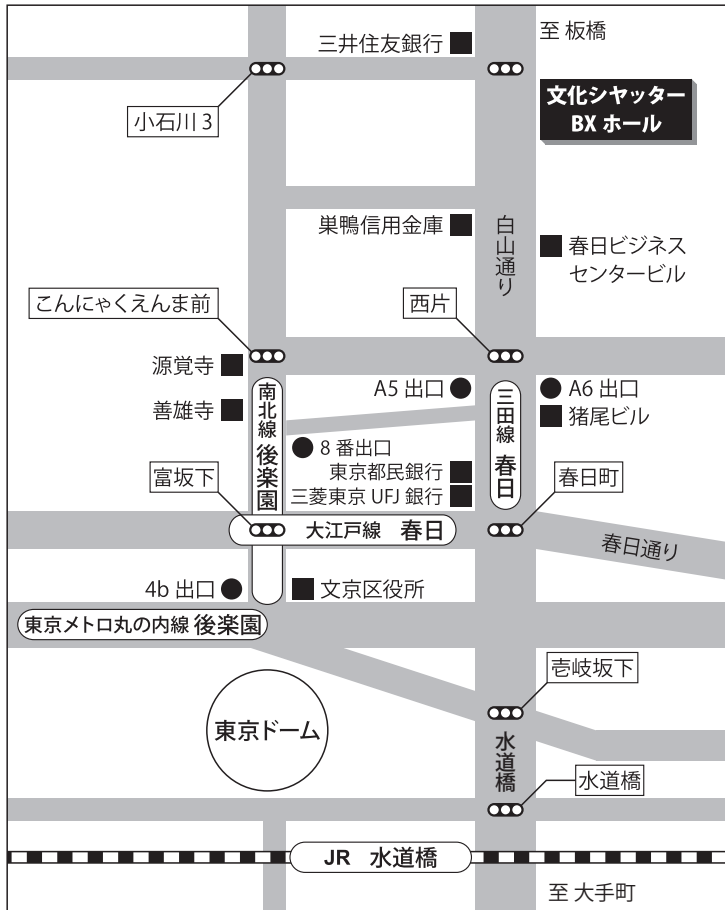 三井住友銀行
至 板橋
文化シヤッター
BX ホール
小石川 3
巣鴨信用金庫
白山通り
春日ビジネス
センタービル
こんにゃくえんま前
西片
源覚寺
A5 出口
A6 出口
善雄寺
猪尾ビル
南北線 後楽園
三田線 春日
8 番出口
東京都民銀行
三菱東京 UFJ 銀行
富坂下
春日町
大江戸線 春日
春日通り
4b 出口
文京区役所
東京メトロ丸の内線 後楽園
壱岐坂下
東京ドーム
水道橋
水道橋
JR 水道橋
至 大手町